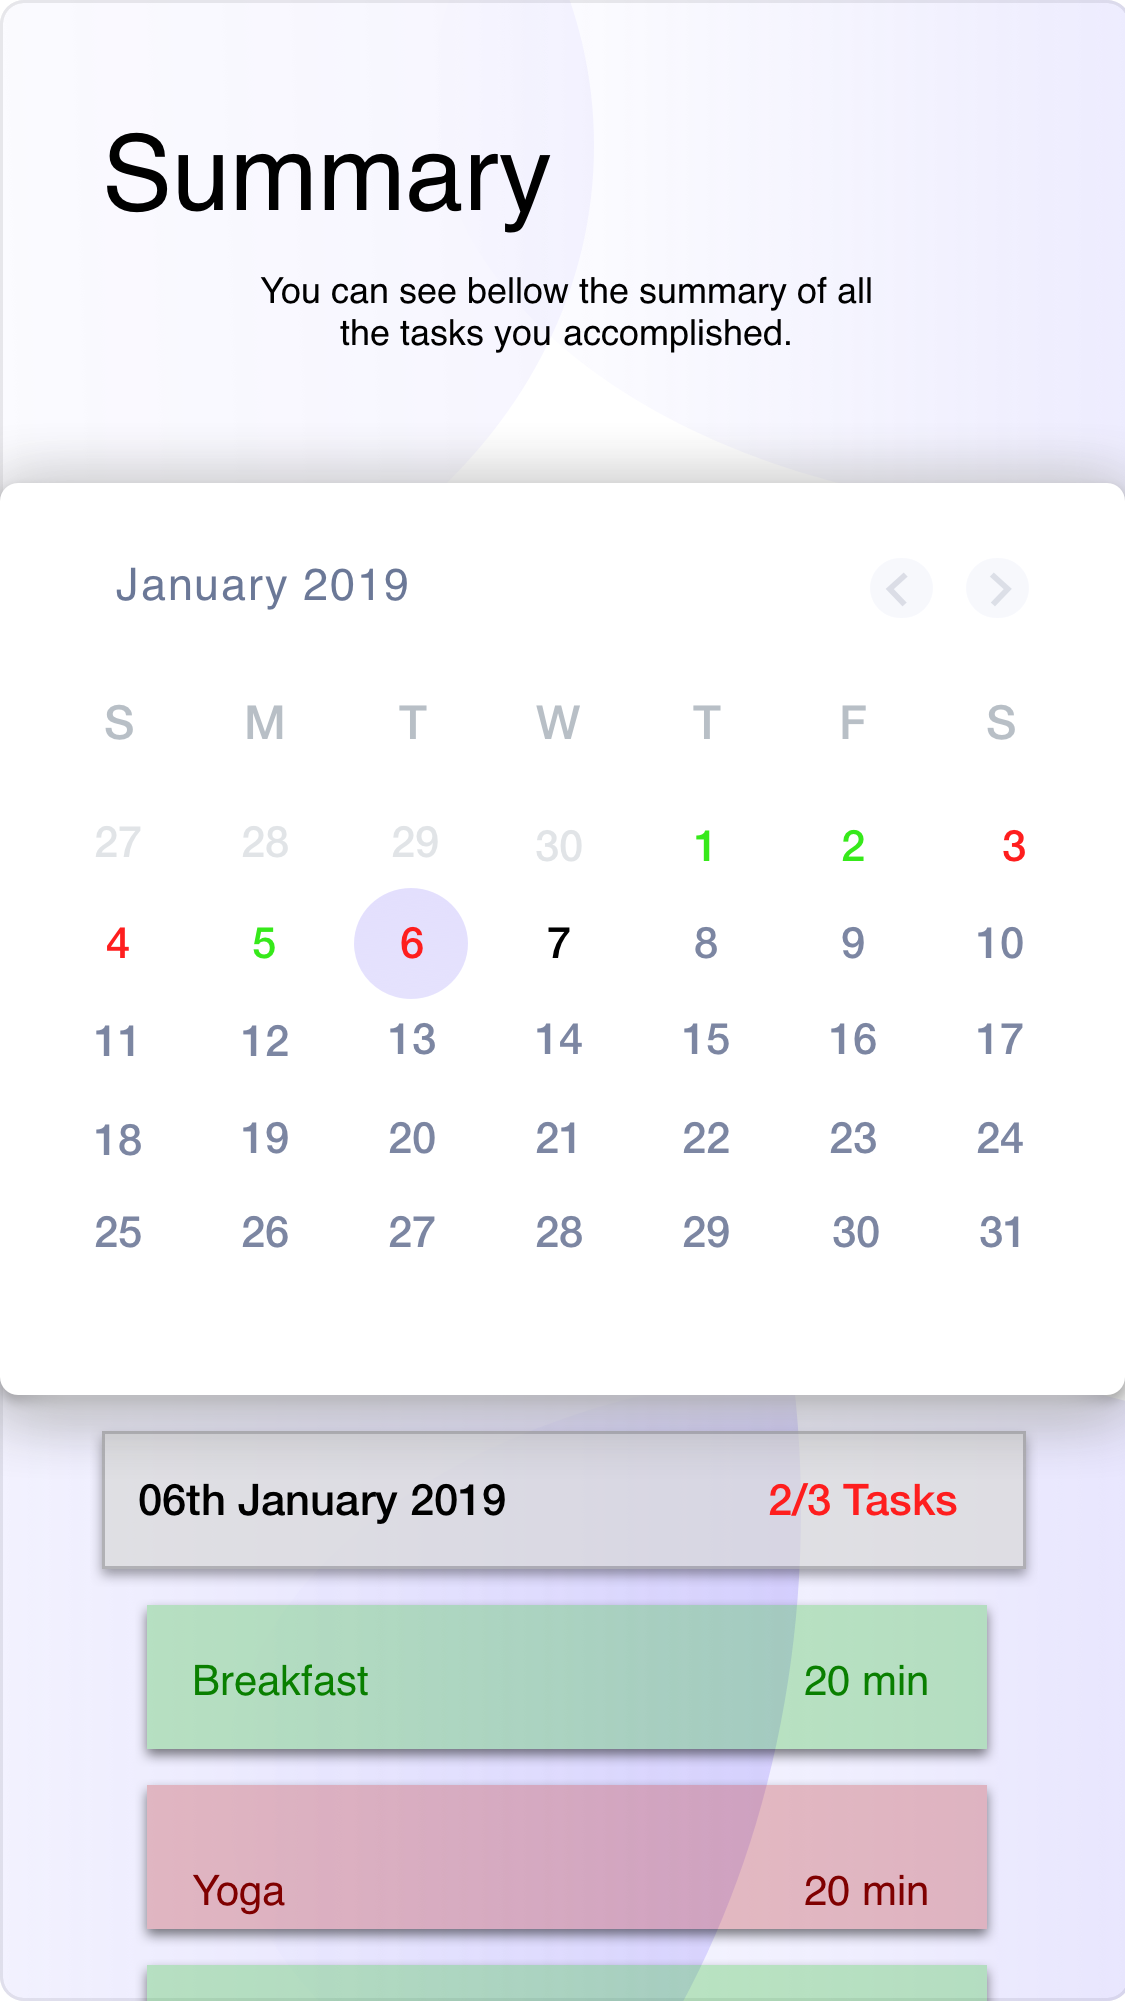 Summary
You can see bellow the summary of all
the tasks you accomplished.
January 2019
S M T W T F S
27 28 29 30 1 2 3
4 5 6 7 8 9 10
11 12 13 14 15 16 17
18 19 20 21 22 23 24
25 26 27 28 29 30 31
06th January 2019 2/3 Tasks
Breakfast 20 min
Yoga 20 min